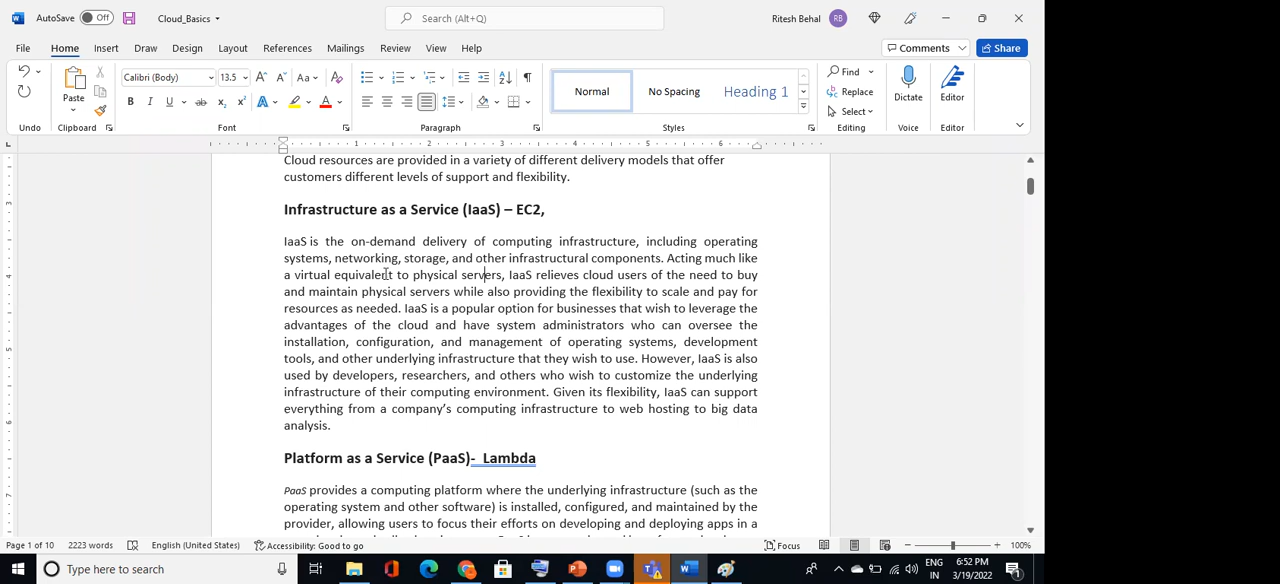 AutoSave Off Cloud_Basics Search (Alt+Q) Ritesh Behal RB
File Home Insert Draw Design Layout References Mailings Review View Help Comments Share
Calibri (Body) 13.5 Aa Find
Paste B I U ab x₂ x² A A Normal No Spacing Heading 1 Replace Dictate Editor
Select
Undo Clipboard Font Paragraph Styles Editing Voice Editor
1 2 3 4 5 6
Cloud resources are provided in a variety of different delivery models that offer
customers different levels of support and flexibility.
Infrastructure as a Service (IaaS) – EC2,
IaaS is the on-demand delivery of computing infrastructure, including operating
systems, networking, storage, and other infrastructural components. Acting much like
a virtual equivalent to physical servers, IaaS relieves cloud users of the need to buy
and maintain physical servers while also providing the flexibility to scale and pay for
resources as needed. IaaS is a popular option for businesses that wish to leverage the
advantages of the cloud and have system administrators who can oversee the
installation, configuration, and management of operating systems, development
tools, and other underlying infrastructure that they wish to use. However, IaaS is also
used by developers, researchers, and others who wish to customize the underlying
infrastructure of their computing environment. Given its flexibility, IaaS can support
everything from a company's computing infrastructure to web hosting to big data
analysis.
Platform as a Service (PaaS)- Lambda
PaaS provides a computing platform where the underlying infrastructure (such as the
operating system and other software) is installed, configured, and maintained by the
provider, allowing users to focus their efforts on developing and deploying apps in a
Page 1 of 10 2223 words English (United States) Accessibility: Good to go Focus 100%
Type here to search ENG IN 6:52 PM 3/19/2022 1